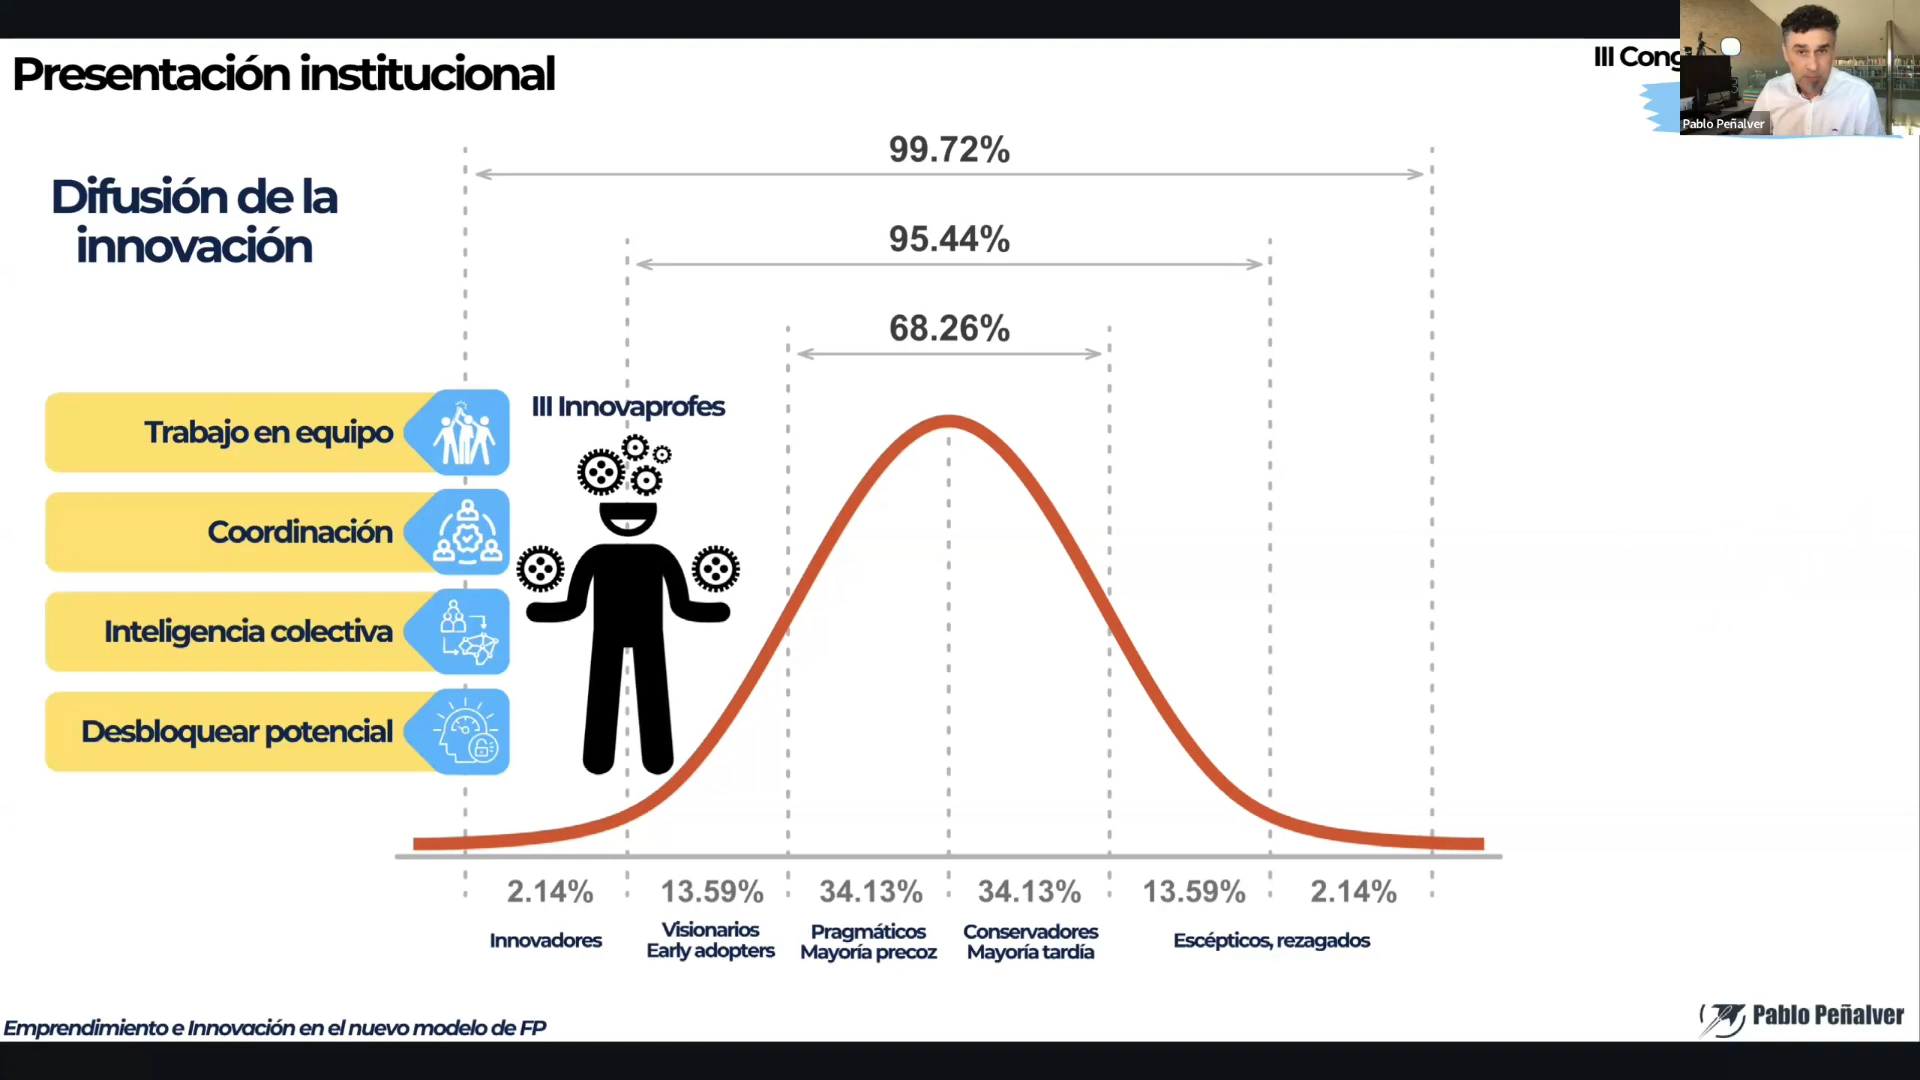 Presentación institucional
III Cong
Pablo Peñalver
Difusión de la
innovación
99.72%
95.44%
68.26%
Trabajo en equipo
Coordinación
Inteligencia colectiva
Desbloquear potencial
III Innovaprofes
2.14%
13.59%
34.13%
34.13%
13.59%
2.14%
Innovadores
Visionarios
Early adopters
Pragmáticos
Mayoría precoz
Conservadores
Mayoría tardía
Escépticos, rezagados
Emprendimiento e Innovación en el nuevo modelo de FP
Pablo Peñalver